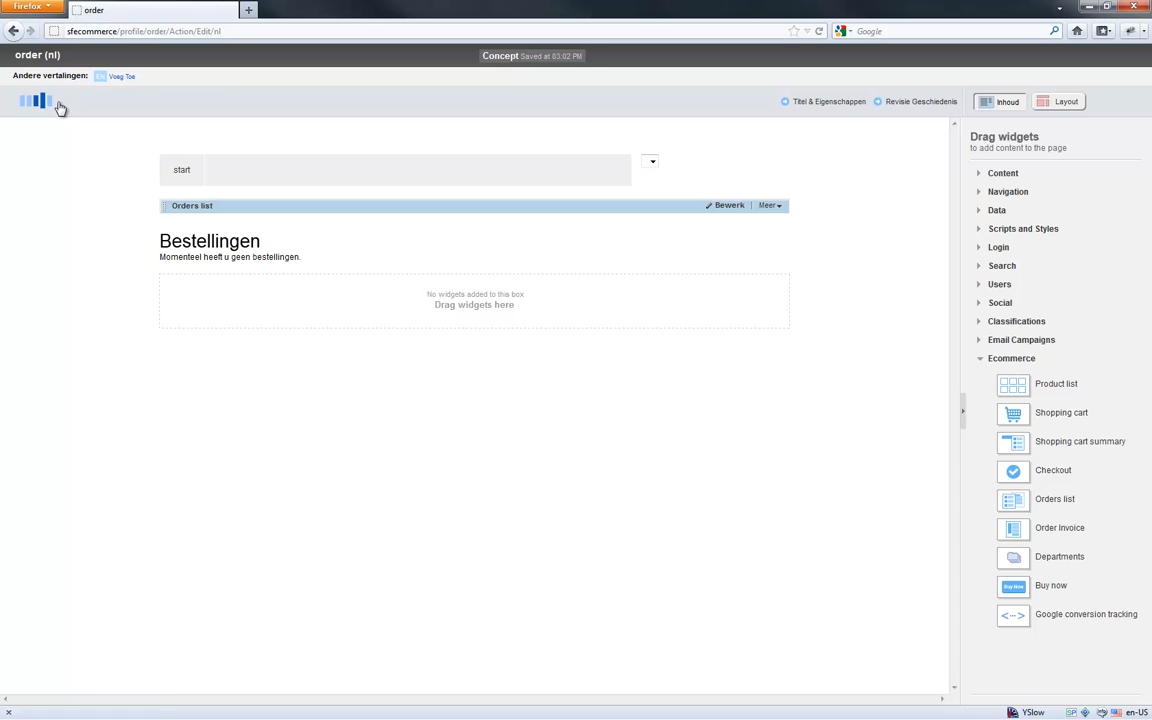 Firefox
order
sfecommerce/profile/order/Action/Edit/nl
Google
order (nl)
Concept Saved at 03:02 PM
Andere vertalingen: EN Voeg Toe
Titel & Eigenschappen
Revisie Geschiedenis
Inhoud
Layout
Drag widgets
to add content to the page
start
Orders list
Bewerk
Meer
Bestellingen
Momenteel heeft u geen bestellingen.
No widgets added to this box
Drag widgets here
Content
Navigation
Data
Scripts and Styles
Login
Search
Users
Social
Classifications
Email Campaigns
Ecommerce
Product list
Shopping cart
Shopping cart summary
Checkout
Orders list
Order Invoice
Departments
Buy Now
Buy now
Google conversion tracking
YSlow
SP
en-US